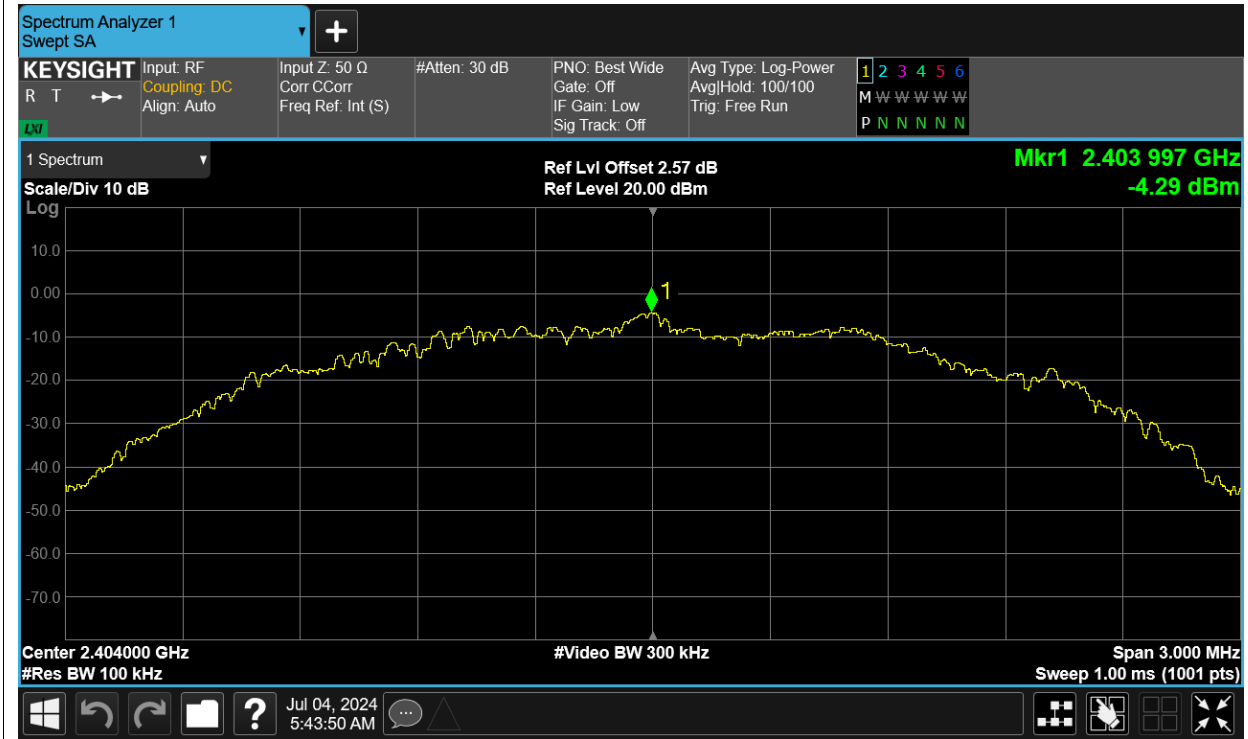 Spectrum Analyzer 1
Swept SA
KEYSIGHT
R T
LXI
Input: RF
Coupling: DC
Align: Auto
Input Z: 50 Ω
Corr CCorr
Freq Ref: Int (S)
#Atten: 30 dB
PNO: Best Wide
Gate: Off
IF Gain: Low
Sig Track: Off
Avg Type: Log-Power
Avg|Hold: 100/100
Trig: Free Run
1 2 3 4 5 6
M W W W W W
P N N N N N
1 Spectrum
Scale/Div 10 dB
Log
Ref Lvl Offset 2.57 dB
Ref Level 20.00 dBm
Mkr1 2.403 997 GHz
-4.29 dBm
1
10.0
0.00
-10.0
-20.0
-30.0
-40.0
-50.0
-60.0
-70.0
Center 2.404000 GHz
#Res BW 100 kHz
#Video BW 300 kHz
Span 3.000 MHz
Sweep 1.00 ms (1001 pts)
?
Jul 04, 2024
5:43:50 AM